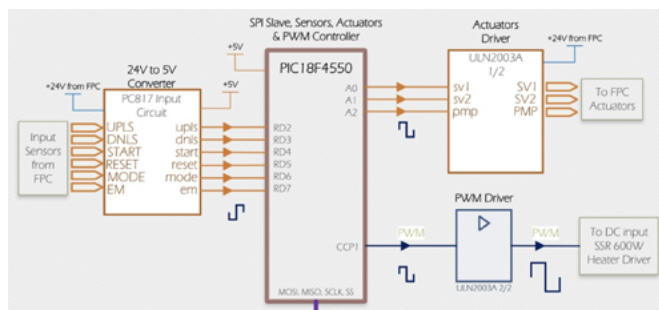 SPI Slave, Sensors, Actuators
& PWM Controller
Actuators
Driver
+5V
+24V from FPC
24V to 5V
Converter
PIC18F4550
ULN2003A
1/2
+24V from FPC
+5V
PC817 Input
Circuit
A0
sv1
SV1
To FPC
Actuators
A1
sv2
SV2
A2
pmp
PMP
Input
Sensors
from
FPC
UPLS
upls
RD2
DNLS
dnls
RD3
START
start
RD4
RESET
reset
RD5
MODE
mode
RD6
EM
em
RD7
PWM Driver
PWM
PWM
To DC input
SSR 600W
Heater Driver
CCP1
ULN2003A 2/2
MOSI, MISO, SCLK, SS